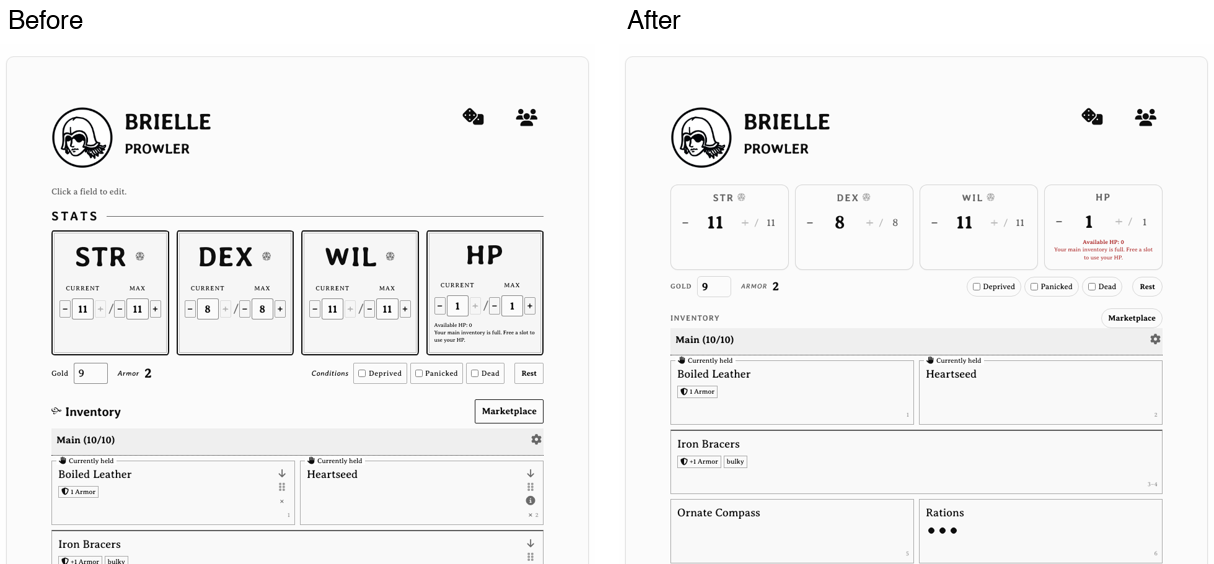 Before
After
BRIELLE
PROWLER
Click a field to edit.
STATS
STR
DEX
WIL
HP
CURRENT MAX
CURRENT MAX
CURRENT MAX
CURRENT MAX
− 11 + / − 11 +
− 8 + / − 8 +
− 11 + / − 11 +
− 1 + / − 1 +
Available HP: 0
Your main inventory is full. Free a slot to
use your HP.
Gold 9 Armor 2 Conditions Deprived Panicked Dead Rest
Inventory Marketplace
Main (10/10)
Currently held
Boiled Leather
1 Armor
1
Currently held
Heartseed
× 2
Iron Bracers
+1 Armor bulky
BRIELLE
PROWLER
STR
DEX
WIL
HP
− 11 + / 11
− 8 + / 8
− 11 + / 11
− 1 + / 1
Available HP: 0
Your main inventory is full. Free a slot
to use your HP.
GOLD 9 ARMOR 2 Deprived Panicked Dead Rest
INVENTORY Marketplace
Main (10/10)
Currently held
Boiled Leather
1 Armor
1
Currently held
Heartseed
2
Iron Bracers
+1 Armor bulky
3–4
Ornate Compass
5
Rations
6